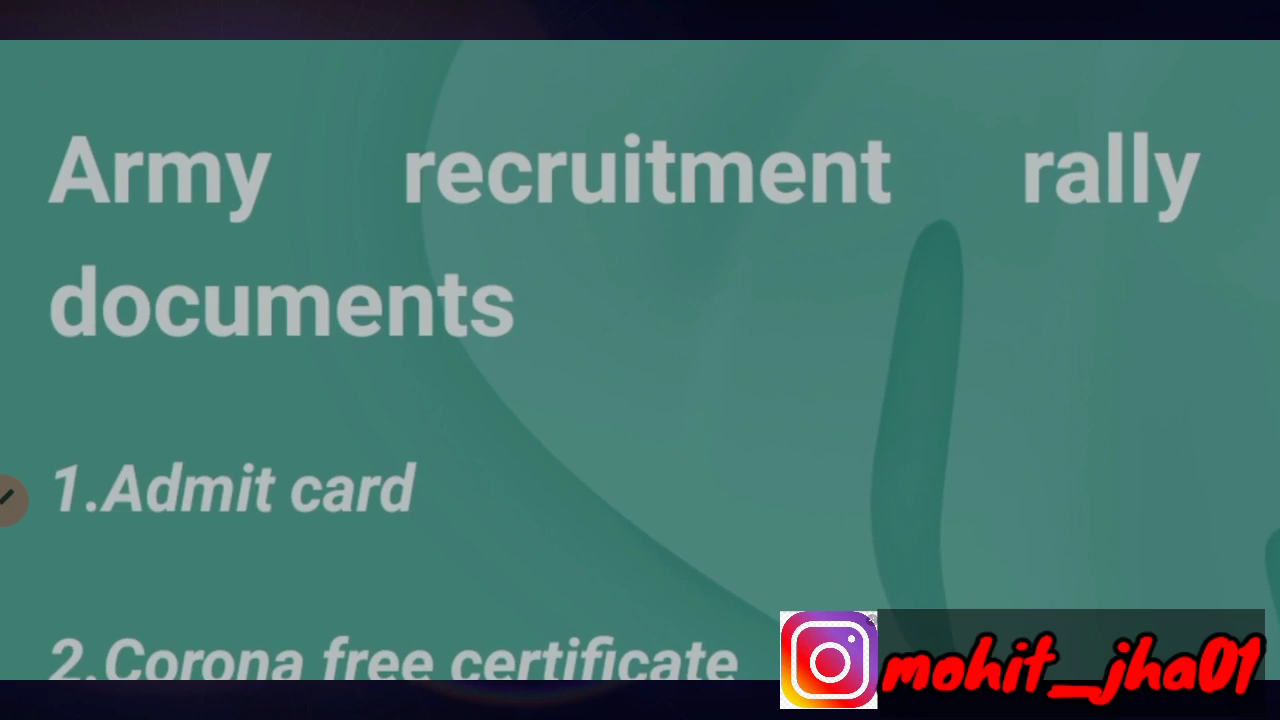 Army recruitment rally
documents
1.Admit card
2.Corona free certificate
mohit_jha01